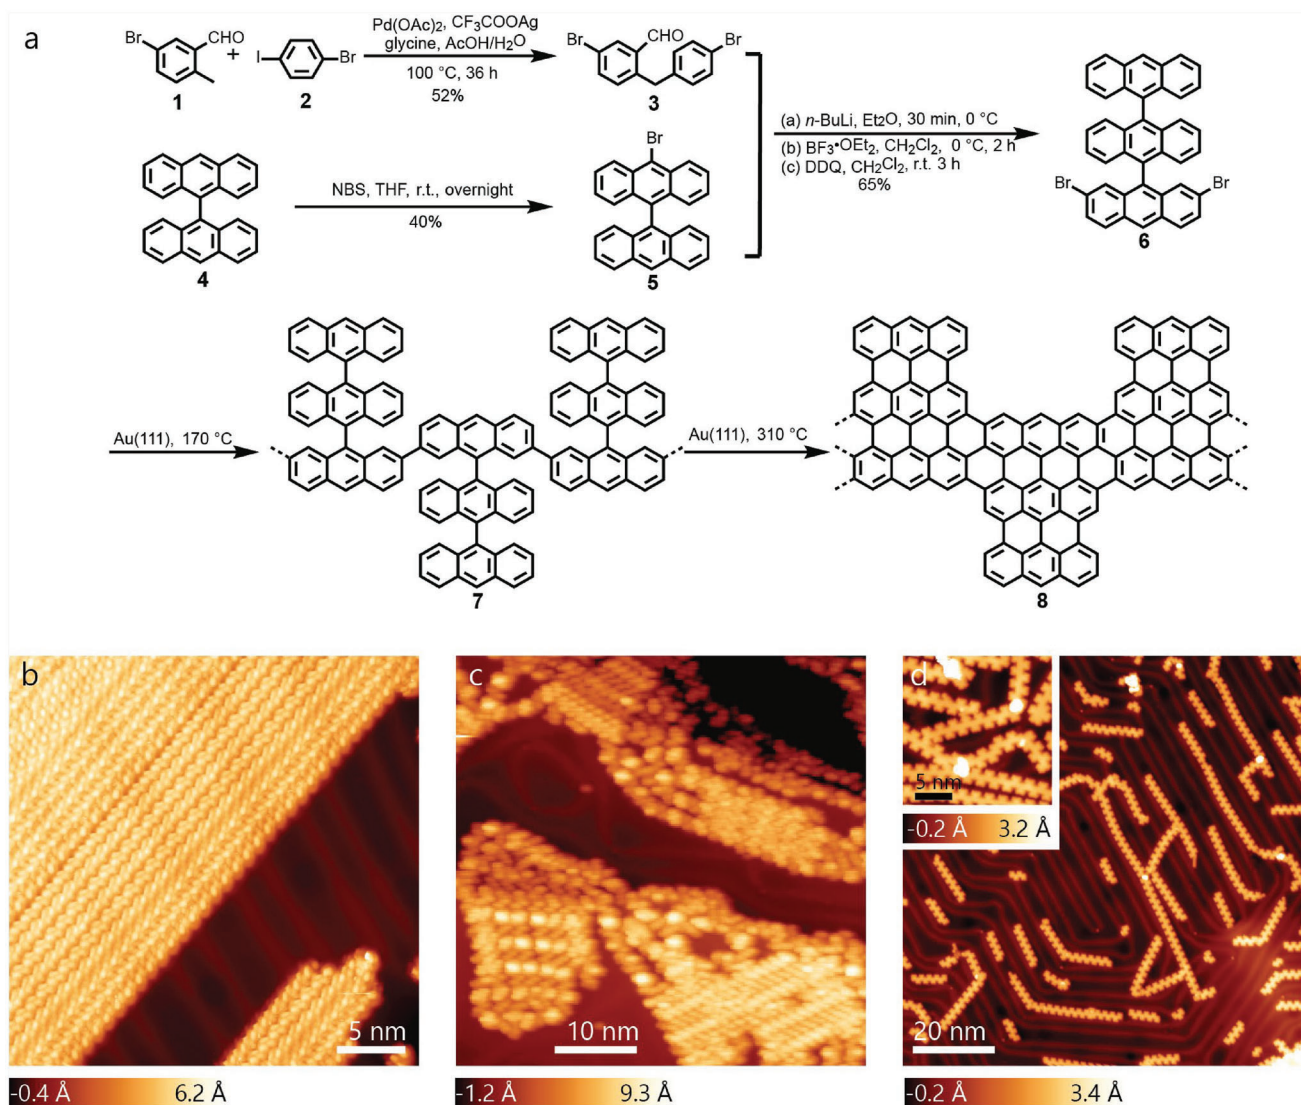 a
Br
CHO
+
I
Br
Pd(OAc)2, CF3COOAg
glycine, AcOH/H2O
100 °C, 36 h
52%
Br
CHO
Br
1
2
3
(a) n-BuLi, Et2O, 30 min, 0 °C
(b) BF3•OEt2, CH2Cl2, 0 °C, 2 h
(c) DDQ, CH2Cl2, r.t. 3 h
65%
Br
NBS, THF, r.t., overnight
40%
4
5
Br
Br
6
Au(111), 170 °C
Au(111), 310 °C
7
8
b
5 nm
-0.4 Å 6.2 Å
c
10 nm
-1.2 Å 9.3 Å
d
5 nm
-0.2 Å 3.2 Å
20 nm
-0.2 Å 3.4 Å